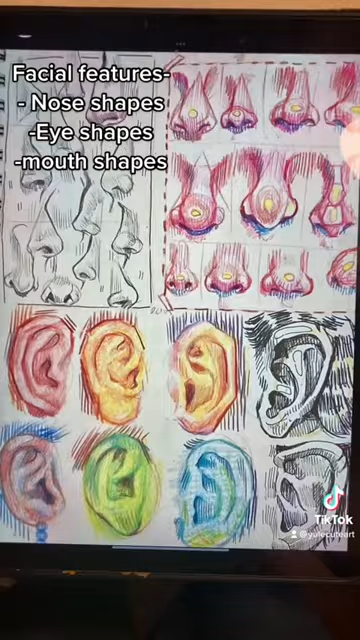 Facial features-
- Nose shapes
-Eye shapes
-mouth shapes
TikTok
@yulecuteart